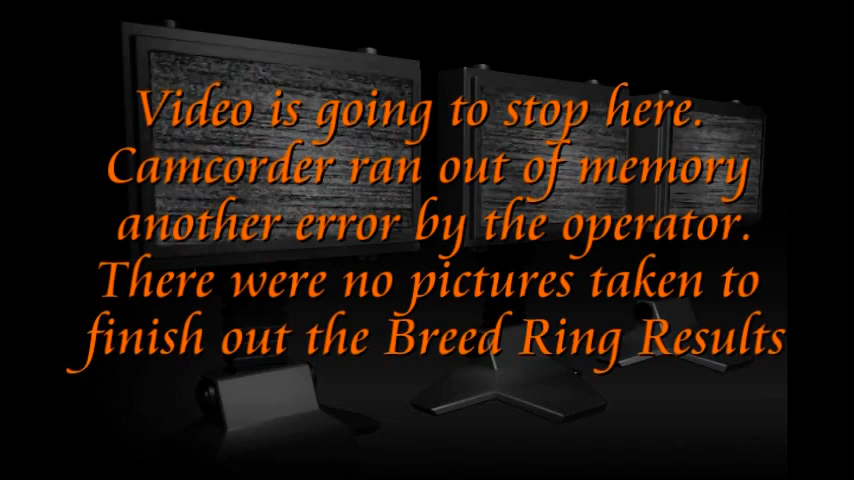 Video is going to stop here.
Camcorder ran out of memory
another error by the operator.
There were no pictures taken to
finish out the Breed Ring Results